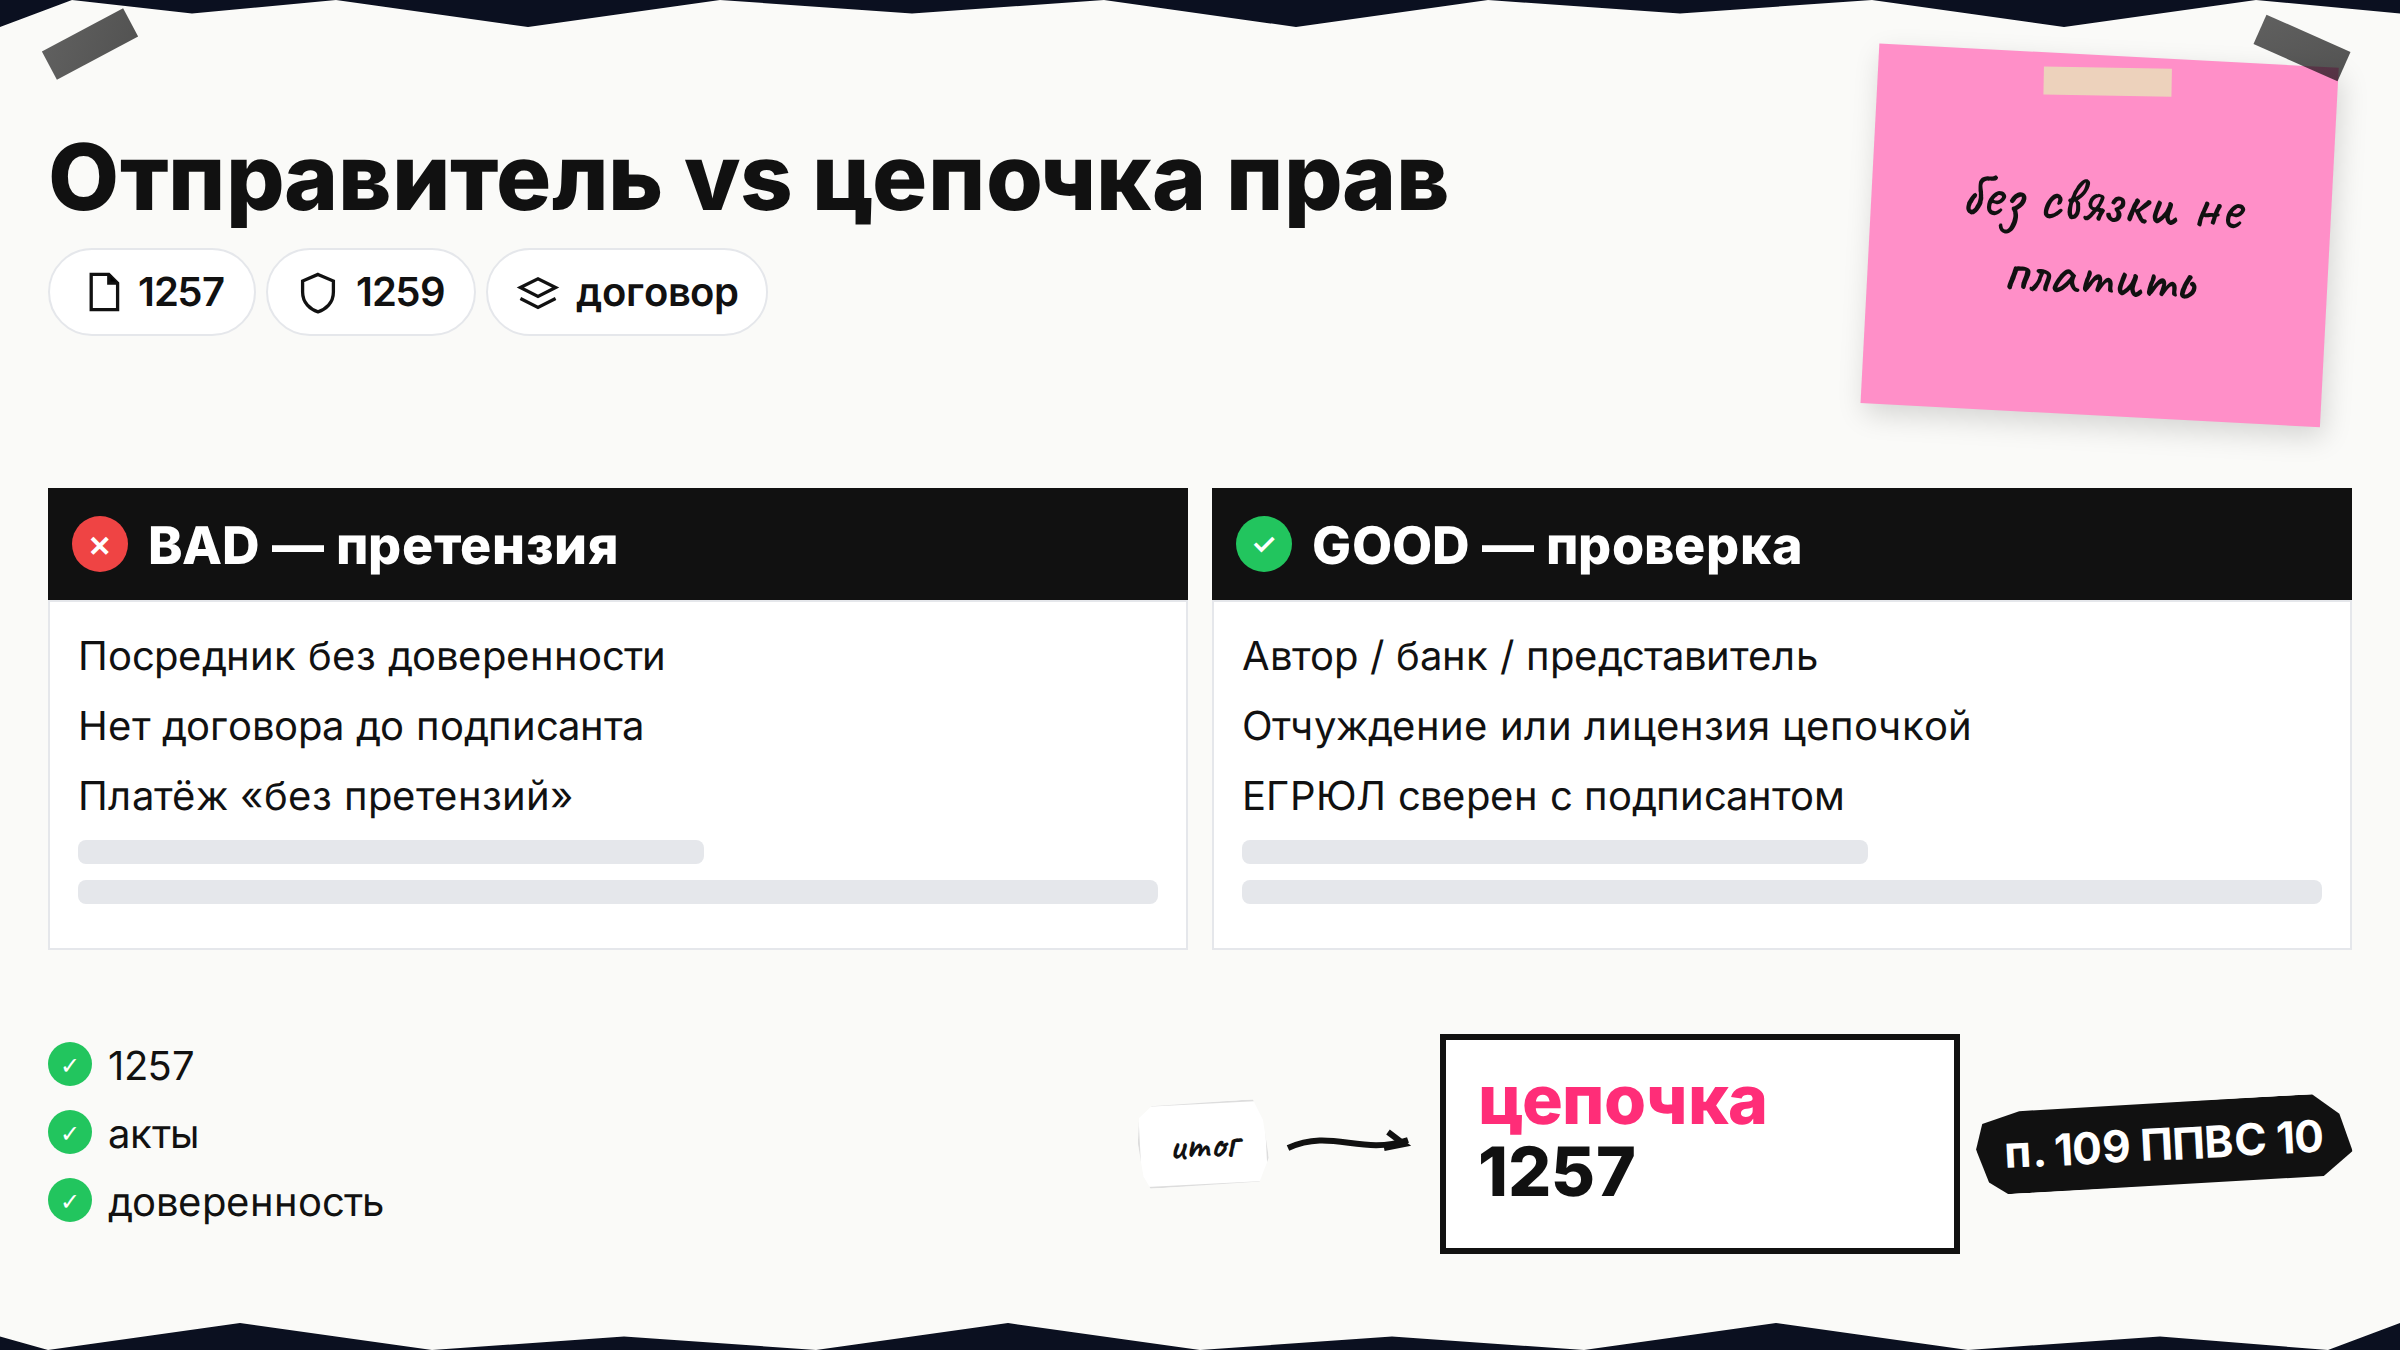 Отправитель vs цепочка прав
1257
1259
договор
без связки не
платить
BAD — претензия
Посредник без доверенности
Нет договора до подписанта
Платёж «без претензий»
GOOD — проверка
Автор / банк / представитель
Отчуждение или лицензия цепочкой
ЕГРЮЛ сверен с подписантом
1257
акты
доверенность
итог
цепочка
1257
п. 109 ППВС 10